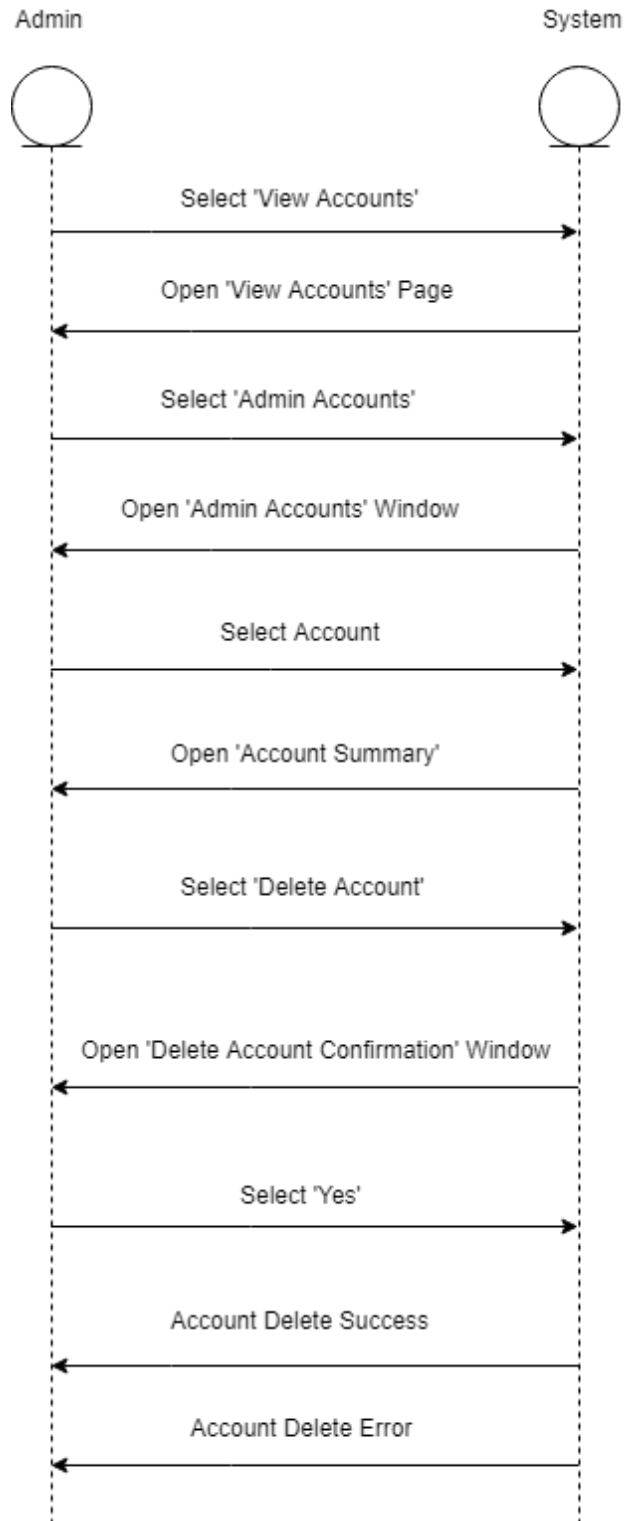 Admin
System
Select 'View Accounts'
Open 'View Accounts' Page
Select 'Admin Accounts'
Open 'Admin Accounts' Window
Select Account
Open 'Account Summary'
Select 'Delete Account'
Open 'Delete Account Confirmation' Window
Select 'Yes'
Account Delete Success
Account Delete Error